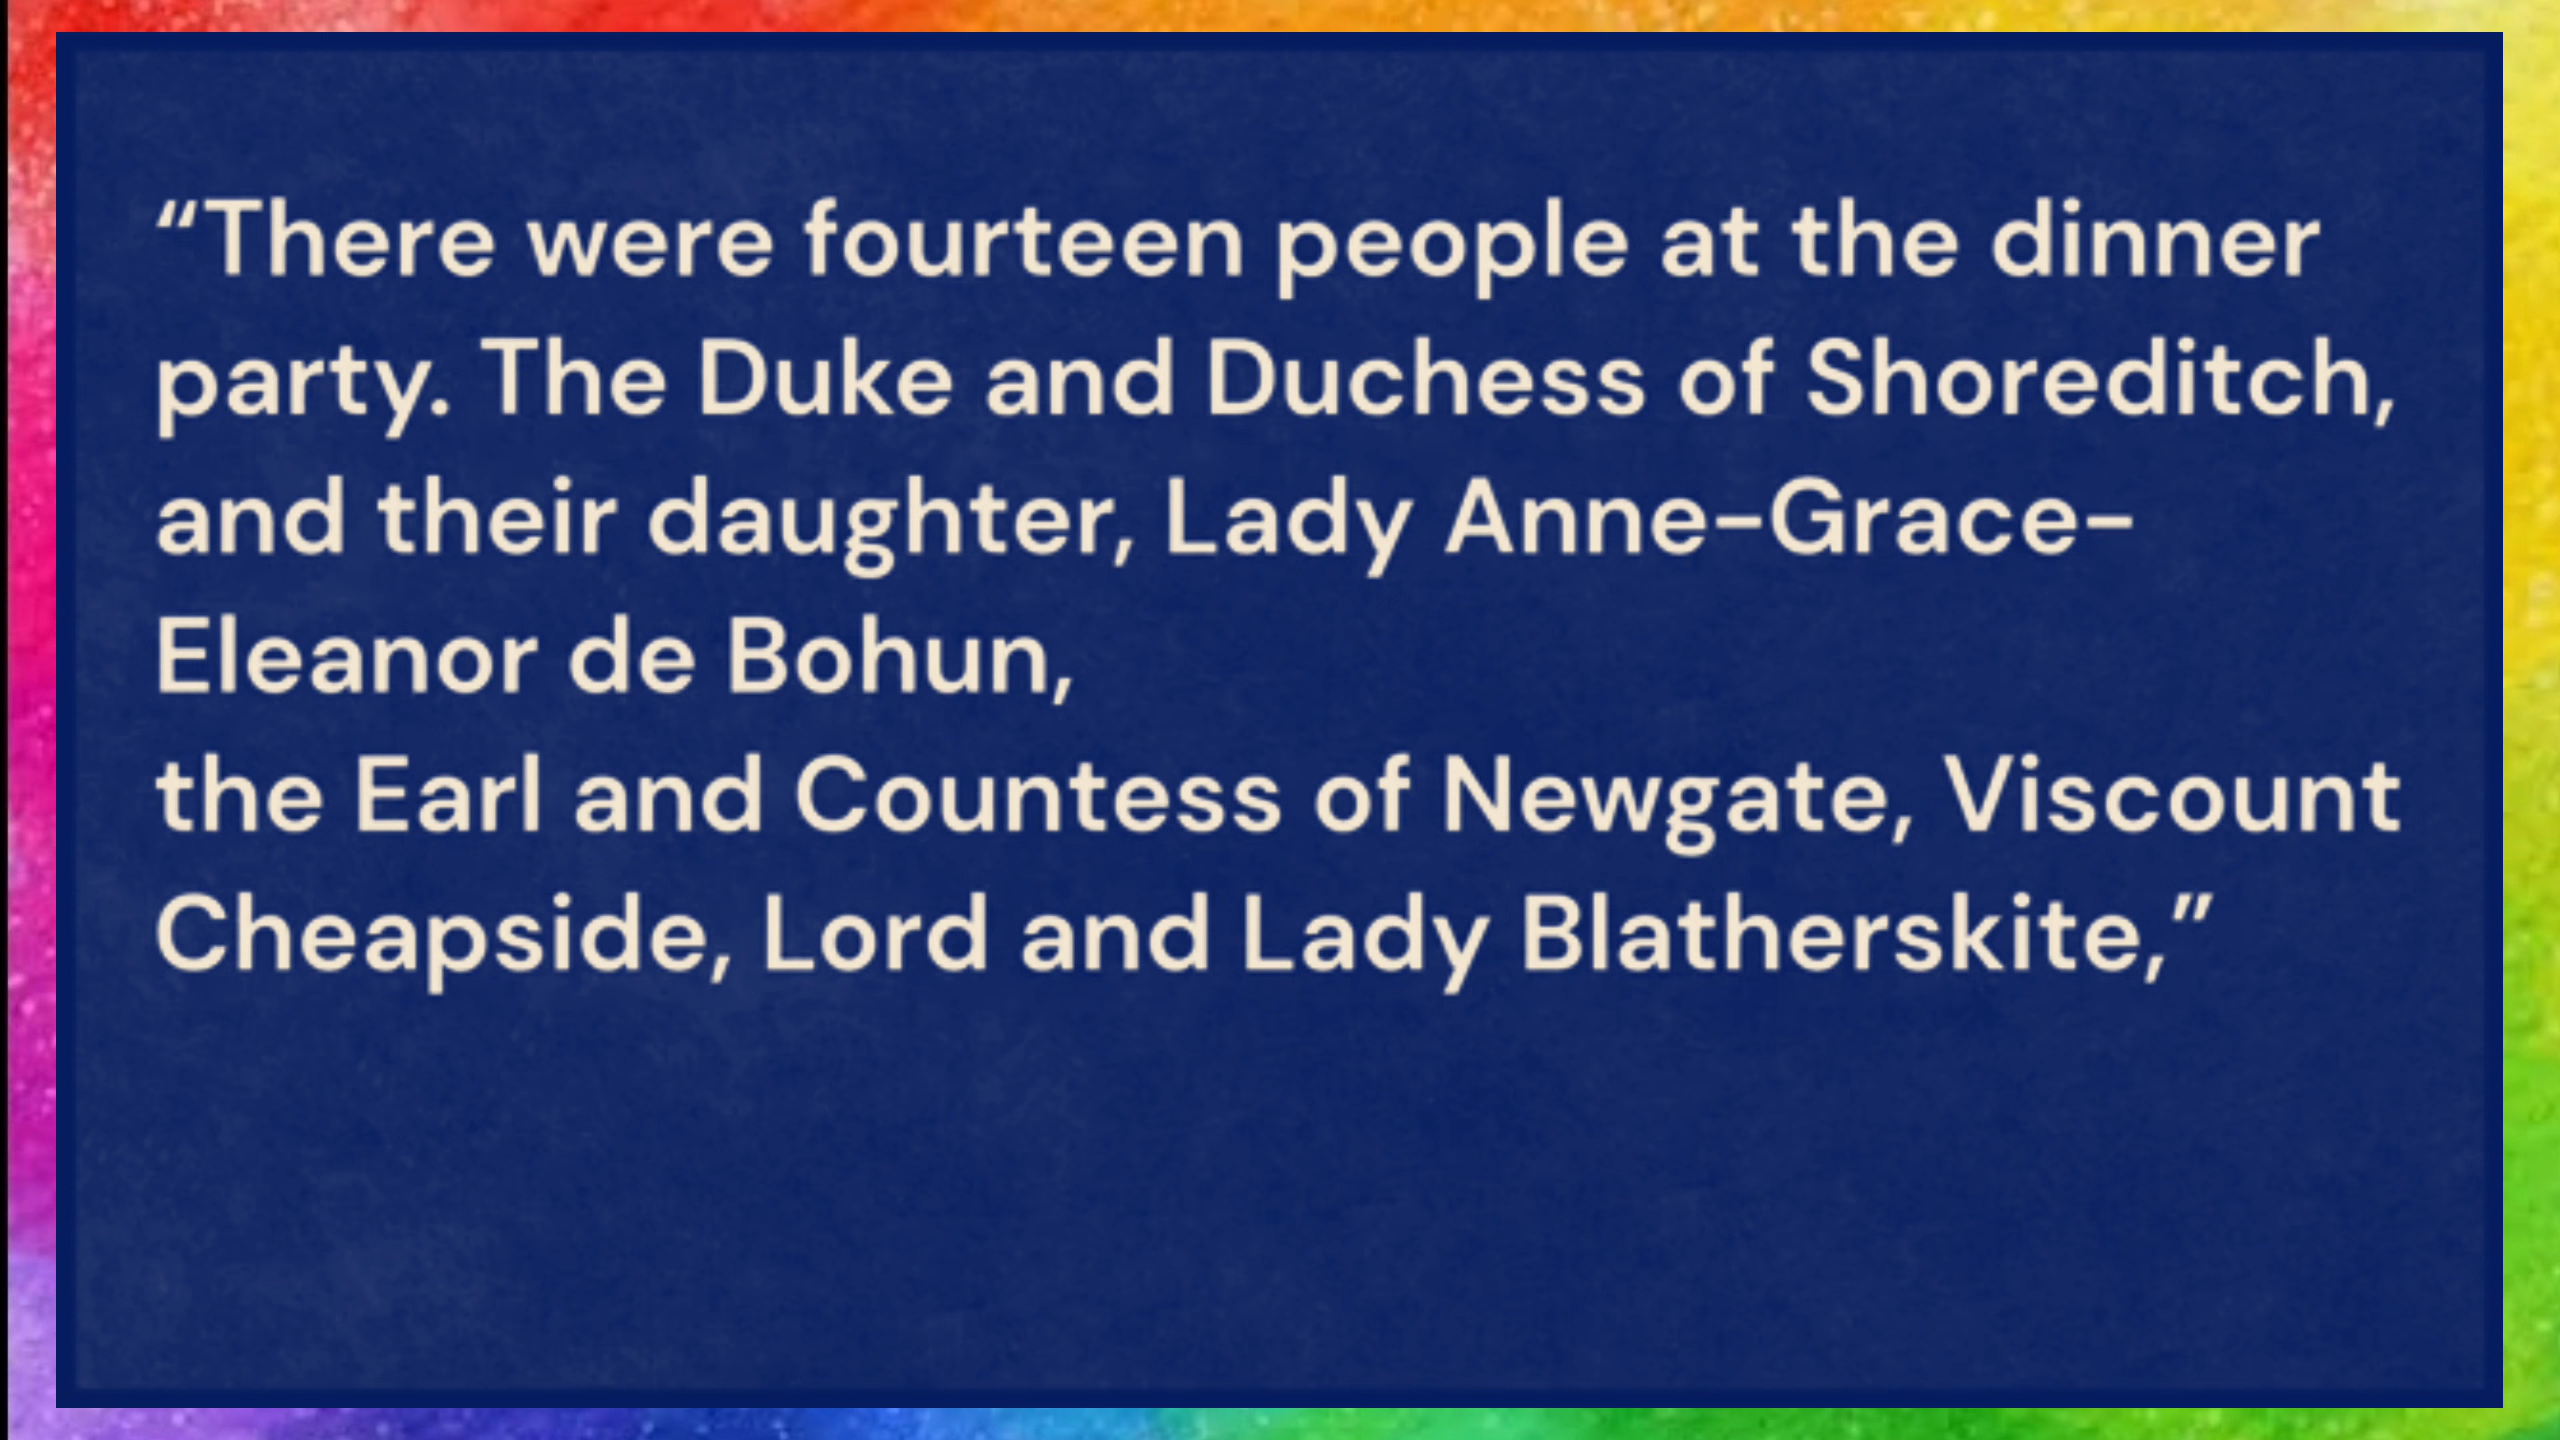 “There were fourteen people at the dinner
party. The Duke and Duchess of Shoreditch,
and their daughter, Lady Anne-Grace-
Eleanor de Bohun,
the Earl and Countess of Newgate, Viscount
Cheapside, Lord and Lady Blatherskite,”